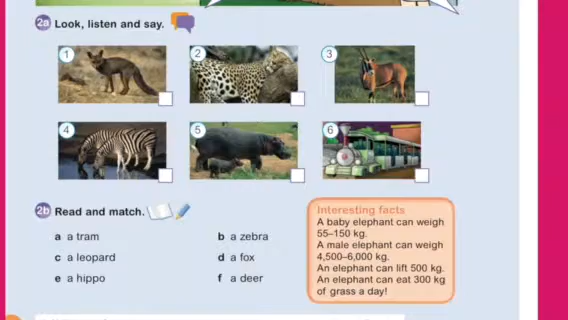 2a Look, listen and say.
1
2
3
4
5
6
2b Read and match.
a a tram
b a zebra
c a leopard
d a fox
e a hippo
f a deer
Interesting facts
A baby elephant can weigh
55–150 kg.
A male elephant can weigh
4,500–6,000 kg.
An elephant can lift 500 kg.
An elephant can eat 300 kg
of grass a day!